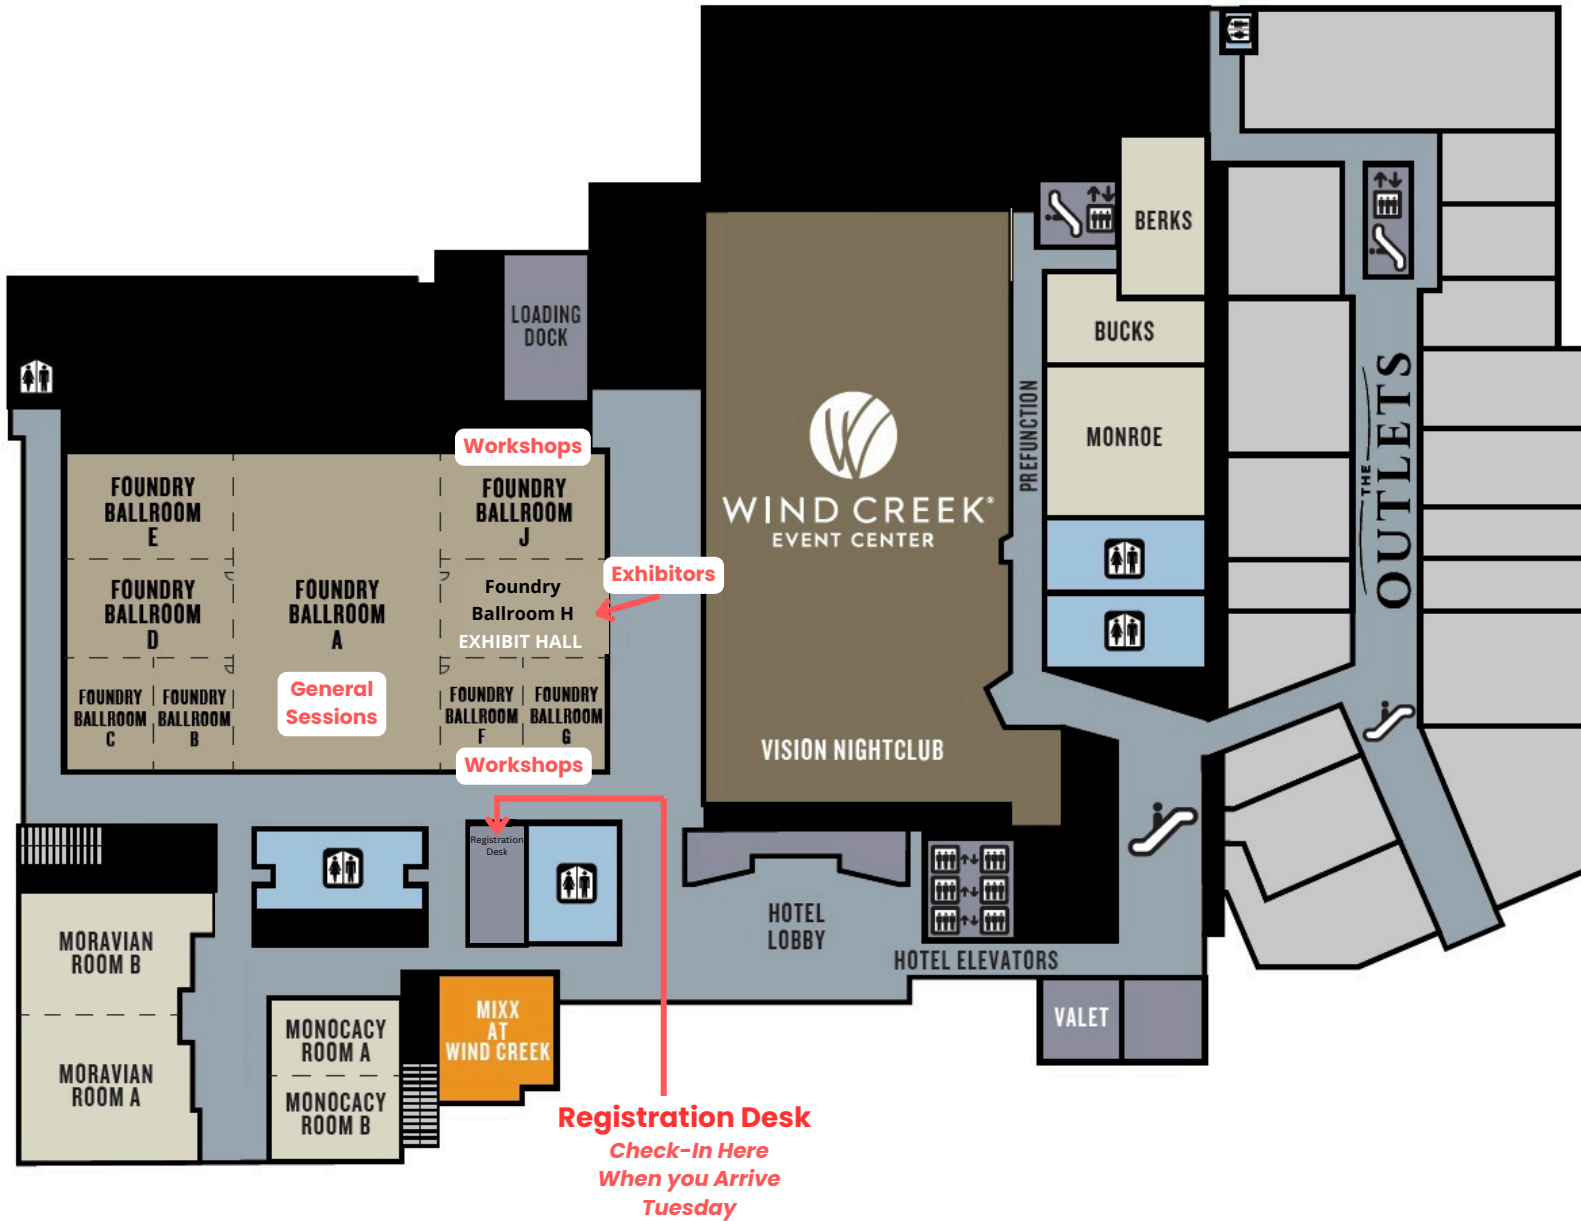 BERKS
LOADING
DOCK
BUCKS
PREFUNCTION
MONROE
THE
OUTLETS
WIND CREEK®
EVENT CENTER
VISION NIGHTCLUB
Workshops
FOUNDRY
BALLROOM
E
FOUNDRY
BALLROOM
J
FOUNDRY
BALLROOM
D
FOUNDRY
BALLROOM
A
Foundry
Ballroom H
EXHIBIT HALL
Exhibitors
General
Sessions
FOUNDRY
BALLROOM
C
FOUNDRY
BALLROOM
B
FOUNDRY
BALLROOM
F
FOUNDRY
BALLROOM
G
Workshops
Registration
Desk
HOTEL
LOBBY
HOTEL ELEVATORS
VALET
MORAVIAN
ROOM B
MORAVIAN
ROOM A
MONOCACY
ROOM A
MONOCACY
ROOM B
MIXX
AT
WIND CREEK
Registration Desk
Check-In Here
When you Arrive
Tuesday